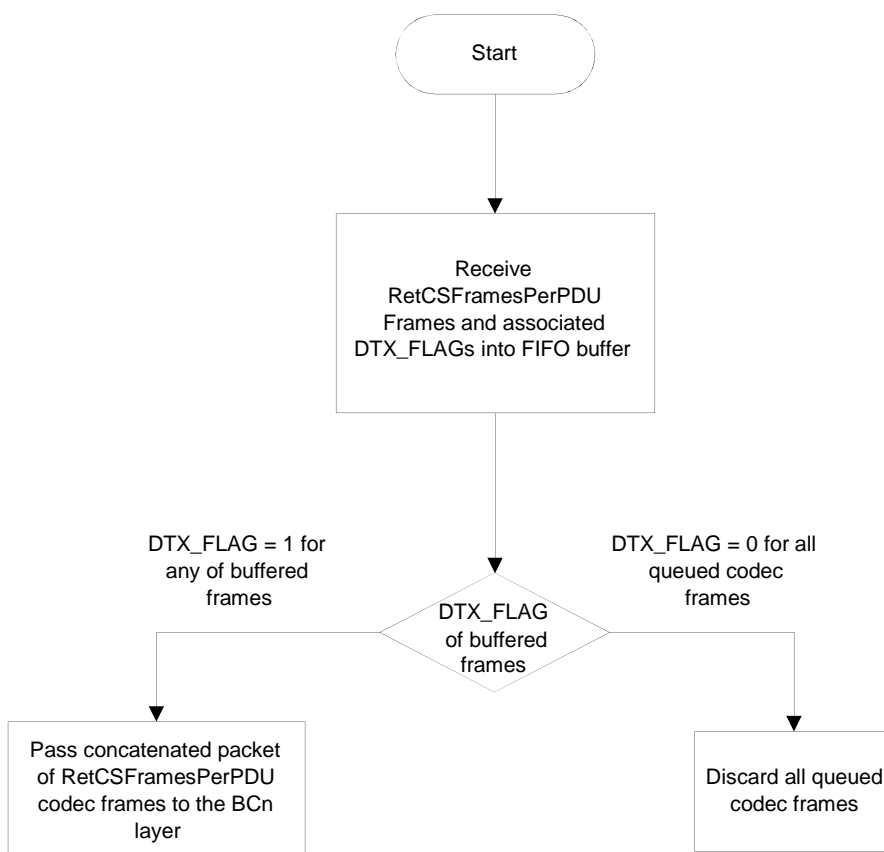 Start
Receive
RetCSFramesPerPDU
Frames and associated
DTX_FLAGs into FIFO buffer
DTX_FLAG = 1 for
any of buffered
frames
DTX_FLAG = 0 for all
queued codec
frames
DTX_FLAG
of buffered
frames
Pass concatenated packet
of RetCSFramesPerPDU
codec frames to the BCn
layer
Discard all queued
codec frames